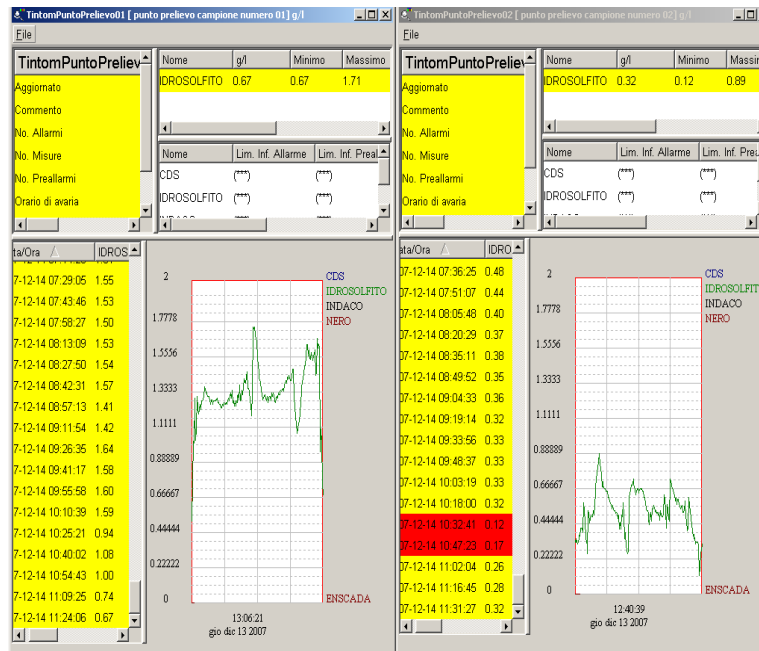 TintomPuntoPrelievo01 [ punto prelievo campione numero 01] g/l
File
TintomPuntoPreliev
Aggiornato
Commento
No. Allarmi
No. Misure
No. Preallarmi
Orario di avaria
Nome g/l Minimo Massimo
IDROSOLFITO 0.67 0.67 1.71
Nome Lim. Inf. Allarme Lim. Inf. Preal
CDS (***) (***)
IDROSOLFITO (***) (***)
ta/Ora IDROS
7-12-14 07:29:05 1.55
7-12-14 07:43:46 1.53
7-12-14 07:58:27 1.50
7-12-14 08:13:09 1.53
7-12-14 08:27:50 1.54
7-12-14 08:42:31 1.57
7-12-14 08:57:13 1.41
7-12-14 09:11:54 1.42
7-12-14 09:26:35 1.64
7-12-14 09:41:17 1.58
7-12-14 09:55:58 1.60
7-12-14 10:10:39 1.59
7-12-14 10:25:21 0.94
7-12-14 10:40:02 1.08
7-12-14 10:54:43 1.00
7-12-14 11:09:25 0.74
7-12-14 11:24:06 0.67
2
1.7778
1.5556
1.3333
1.1111
0.88889
0.66667
0.44444
0.22222
0
CDS
IDROSOLFITO
INDACO
NERO
ENSCADA
13:06:21
gio dic 13 2007
TintomPuntoPrelievo02 [ punto prelievo campione numero 02] g/l
File
TintomPuntoPreliev
Aggiornato
Commento
No. Allarmi
No. Misure
No. Preallarmi
Orario di avaria
Nome g/l Minimo Massim
IDROSOLFITO 0.32 0.12 0.89
Nome Lim. Inf. Allarme Lim. Inf. Preu
CDS (***) (***)
IDROSOLFITO (***) (***)
ata/Ora IDRO
07-12-14 07:36:25 0.48
07-12-14 07:51:07 0.44
07-12-14 08:05:48 0.40
07-12-14 08:20:29 0.37
07-12-14 08:35:11 0.38
07-12-14 08:49:52 0.35
07-12-14 09:04:33 0.36
07-12-14 09:19:14 0.32
07-12-14 09:33:56 0.33
07-12-14 09:48:37 0.33
07-12-14 10:03:19 0.33
07-12-14 10:18:00 0.32
07-12-14 10:32:41 0.12
07-12-14 10:47:23 0.17
07-12-14 11:02:04 0.26
07-12-14 11:16:45 0.28
07-12-14 11:31:27 0.32
2
1.7778
1.5556
1.3333
1.1111
0.88889
0.66667
0.44444
0.22222
0
CDS
IDROSOLFIT
INDACO
NERO
ENSCADA
12:40:39
gio dic 13 2007